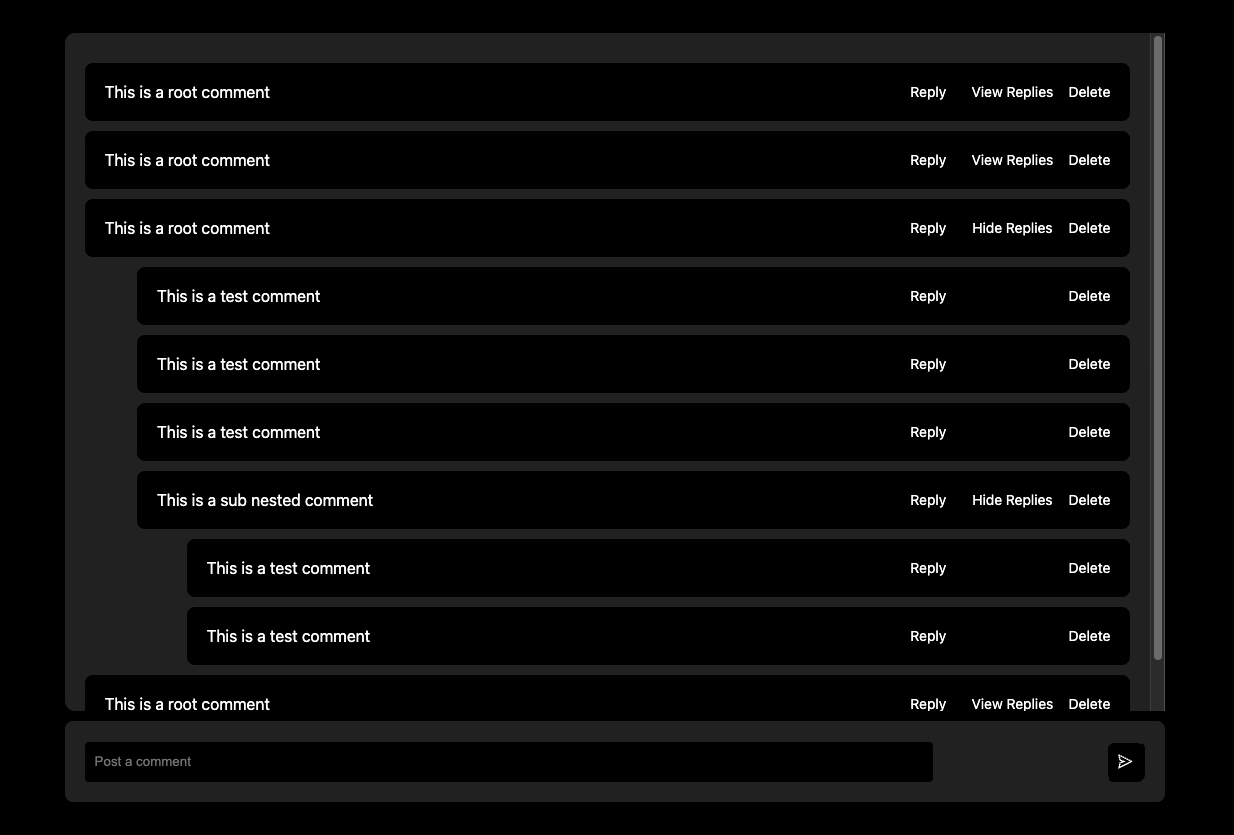 This is a root comment Reply View Replies Delete
This is a root comment Reply View Replies Delete
This is a root comment Reply Hide Replies Delete
This is a test comment Reply Delete
This is a test comment Reply Delete
This is a test comment Reply Delete
This is a sub nested comment Reply Hide Replies Delete
This is a test comment Reply Delete
This is a test comment Reply Delete
This is a root comment Reply View Replies Delete
Post a comment